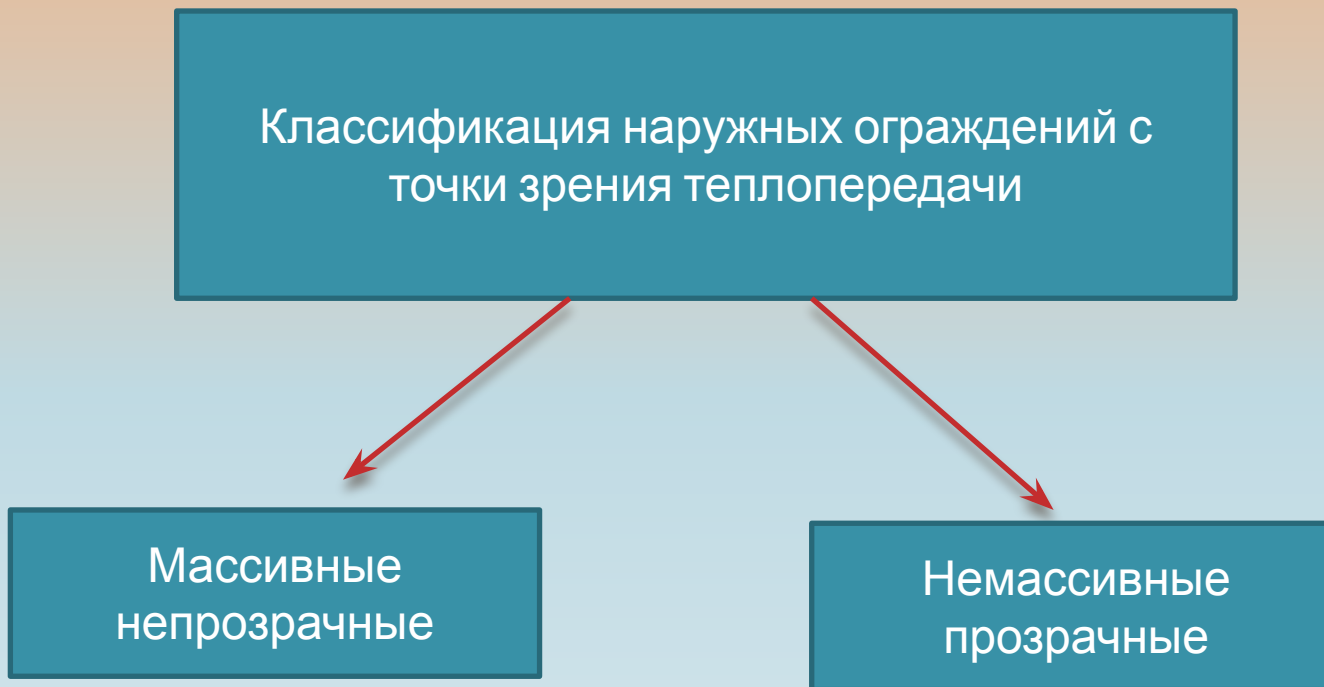 Классификация наружных ограждений с
точки зрения теплопередачи
Массивные
непрозрачные
Немассивные
прозрачные